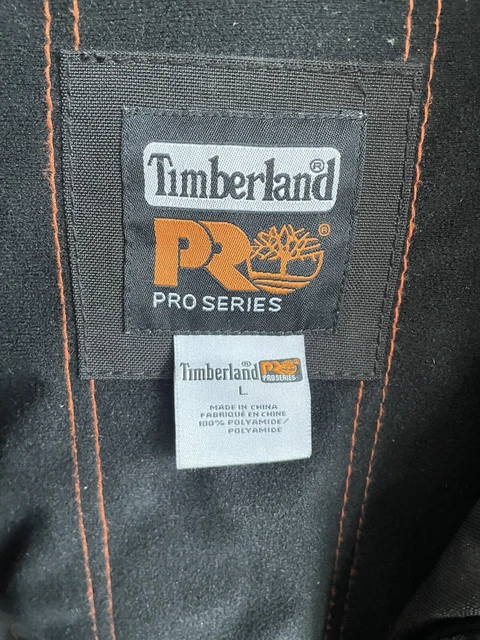 Timberland®
PRO®
PRO SERIES
Timberland PRO
PRO SERIES
L
MADE IN CHINA
FABRIQUÉ EN CHINE
100% POLYAMIDE/
POLYAMIDE